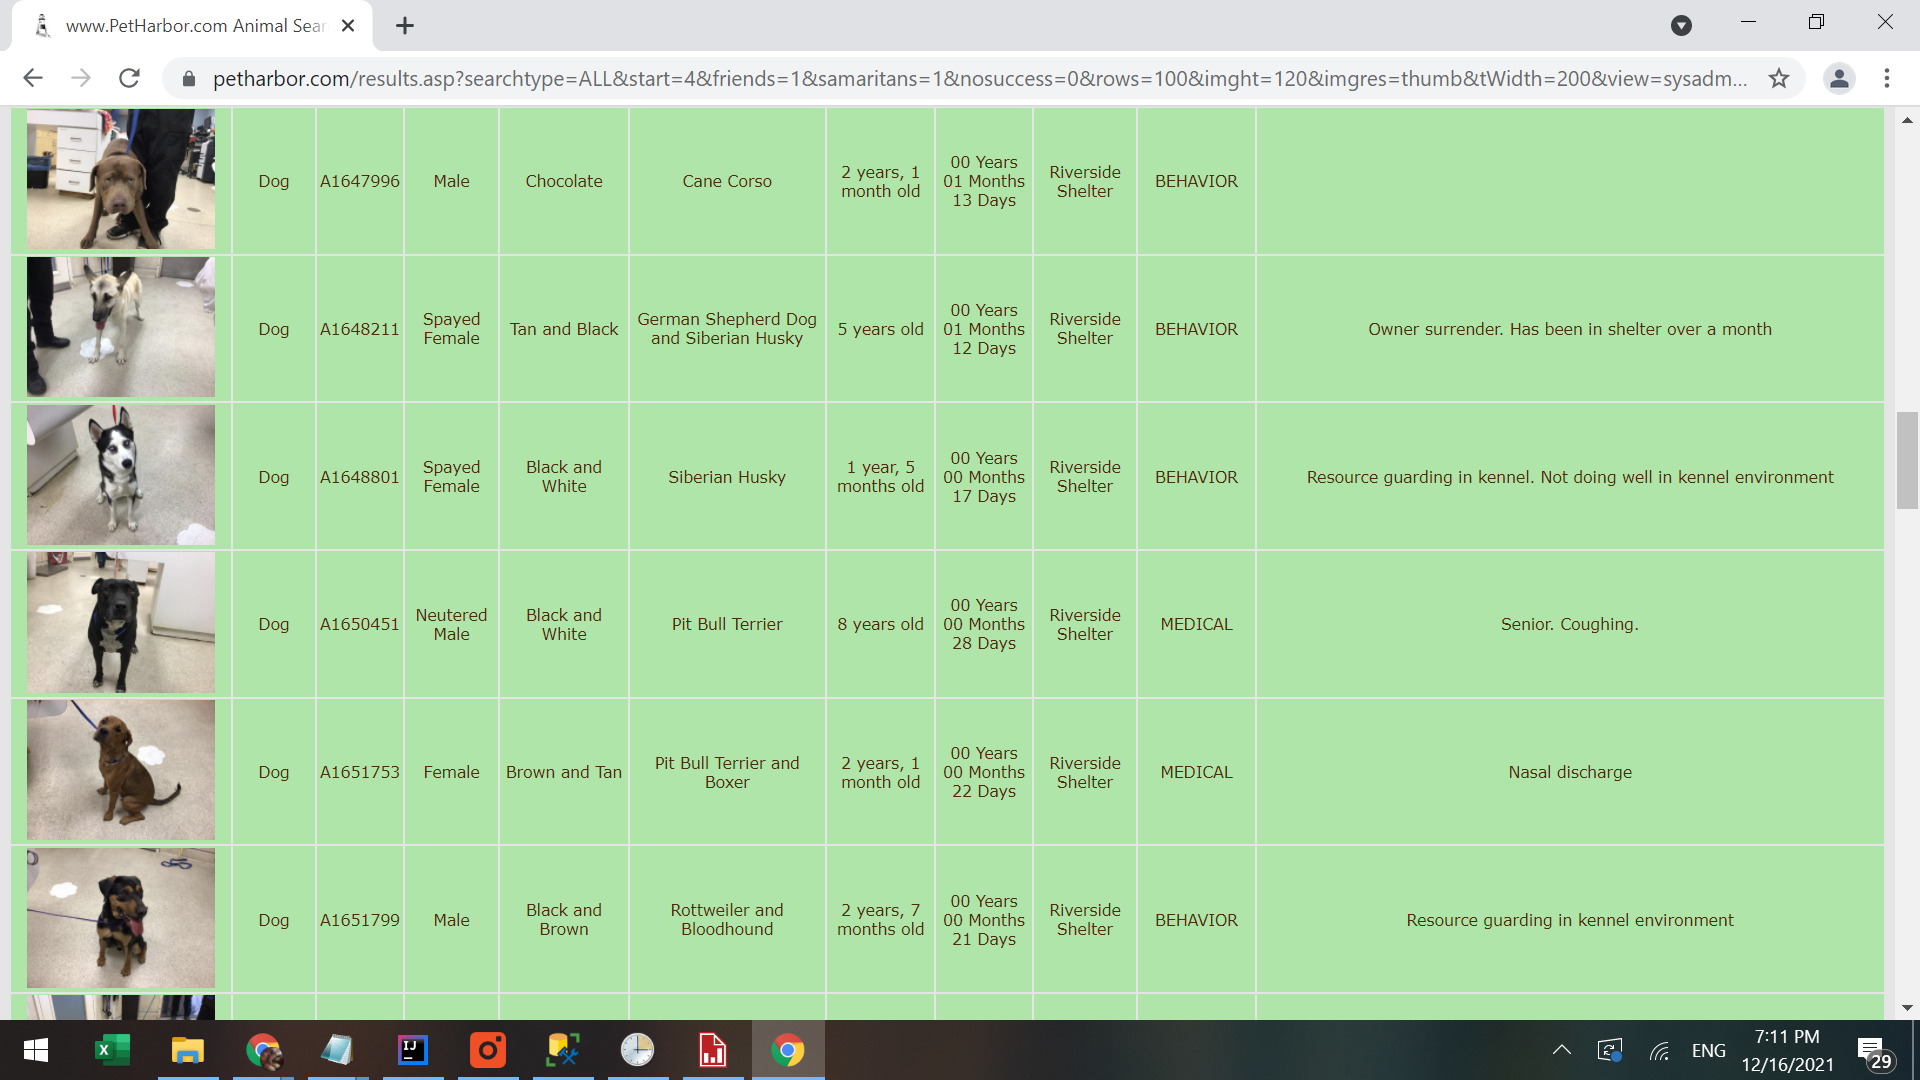 www.PetHarbor.com Animal Sear
petharbor.com/results.asp?searchtype=ALL&start=4&friends=1&samaritans=1&nosuccess=0&rows=100&imght=120&imgres=thumb&tWidth=200&view=sysadm...
Dog A1647996 Male Chocolate Cane Corso 2 years, 1 month old 00 Years 01 Months 13 Days Riverside Shelter BEHAVIOR
Dog A1648211 Spayed Female Tan and Black German Shepherd Dog and Siberian Husky 5 years old 00 Years 01 Months 12 Days Riverside Shelter BEHAVIOR Owner surrender. Has been in shelter over a month
Dog A1648801 Spayed Female Black and White Siberian Husky 1 year, 5 months old 00 Years 00 Months 17 Days Riverside Shelter BEHAVIOR Resource guarding in kennel. Not doing well in kennel environment
Dog A1650451 Neutered Male Black and White Pit Bull Terrier 8 years old 00 Years 00 Months 28 Days Riverside Shelter MEDICAL Senior. Coughing.
Dog A1651753 Female Brown and Tan Pit Bull Terrier and Boxer 2 years, 1 month old 00 Years 00 Months 22 Days Riverside Shelter MEDICAL Nasal discharge
Dog A1651799 Male Black and Brown Rottweiler and Bloodhound 2 years, 7 months old 00 Years 00 Months 21 Days Riverside Shelter BEHAVIOR Resource guarding in kennel environment
X IJ ENG 7:11 PM
12/16/2021 29